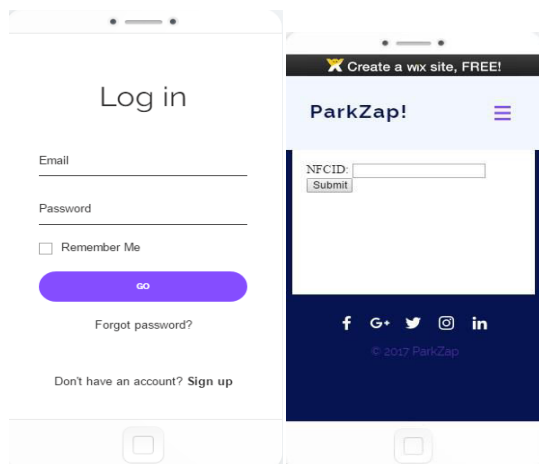 Log in
Email
Password
Remember Me
GO
Forgot password?
Don't have an account? Sign up
Create a WiX site, FREE!
ParkZap!
NFCID:
Submit
f G+ in
© 2017 ParkZap